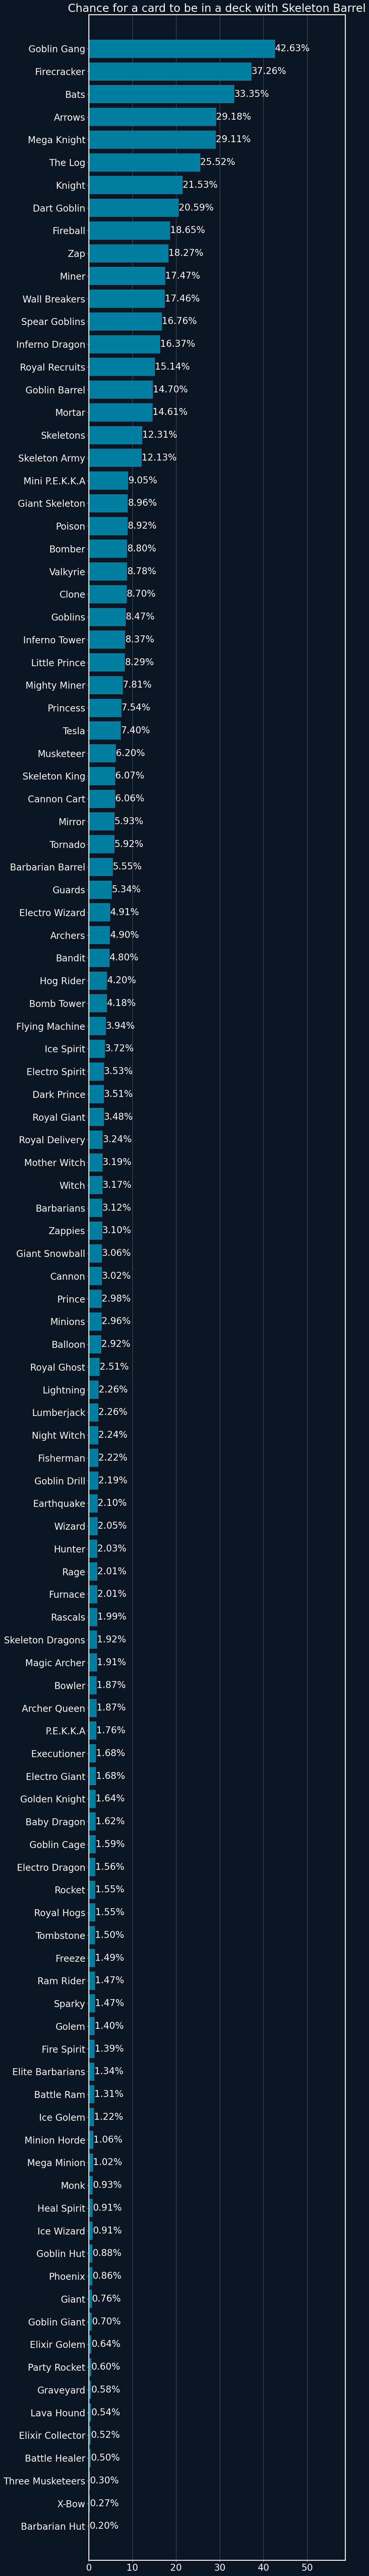 Chance for a card to be in a deck with Skeleton Barrel
Goblin Gang 42.63%
Firecracker 37.26%
Bats 33.35%
Arrows 29.18%
Mega Knight 29.11%
The Log 25.52%
Knight 21.53%
Dart Goblin 20.59%
Fireball 18.65%
Zap 18.27%
Miner 17.47%
Wall Breakers 17.46%
Spear Goblins 16.76%
Inferno Dragon 16.37%
Royal Recruits 15.14%
Goblin Barrel 14.70%
Mortar 14.61%
Skeletons 12.31%
Skeleton Army 12.13%
Mini P.E.K.K.A 9.05%
Giant Skeleton 8.96%
Poison 8.92%
Bomber 8.80%
Valkyrie 8.78%
Clone 8.70%
Goblins 8.47%
Inferno Tower 8.37%
Little Prince 8.29%
Mighty Miner 7.81%
Princess 7.54%
Tesla 7.40%
Musketeer 6.20%
Skeleton King 6.07%
Cannon Cart 6.06%
Mirror 5.93%
Tornado 5.92%
Barbarian Barrel 5.55%
Guards 5.34%
Electro Wizard 4.91%
Archers 4.90%
Bandit 4.80%
Hog Rider 4.20%
Bomb Tower 4.18%
Flying Machine 3.94%
Ice Spirit 3.72%
Electro Spirit 3.53%
Dark Prince 3.51%
Royal Giant 3.48%
Royal Delivery 3.24%
Mother Witch 3.19%
Witch 3.17%
Barbarians 3.12%
Zappies 3.10%
Giant Snowball 3.06%
Cannon 3.02%
Prince 2.98%
Minions 2.96%
Balloon 2.92%
Royal Ghost 2.51%
Lightning 2.26%
Lumberjack 2.26%
Night Witch 2.24%
Fisherman 2.22%
Goblin Drill 2.19%
Earthquake 2.10%
Wizard 2.05%
Hunter 2.03%
Rage 2.01%
Furnace 2.01%
Rascals 1.99%
Skeleton Dragons 1.92%
Magic Archer 1.91%
Bowler 1.87%
Archer Queen 1.87%
P.E.K.K.A 1.76%
Executioner 1.68%
Electro Giant 1.68%
Golden Knight 1.64%
Baby Dragon 1.62%
Goblin Cage 1.59%
Electro Dragon 1.56%
Rocket 1.55%
Royal Hogs 1.55%
Tombstone 1.50%
Freeze 1.49%
Ram Rider 1.47%
Sparky 1.47%
Golem 1.40%
Fire Spirit 1.39%
Elite Barbarians 1.34%
Battle Ram 1.31%
Ice Golem 1.22%
Minion Horde 1.06%
Mega Minion 1.02%
Monk 0.93%
Heal Spirit 0.91%
Ice Wizard 0.91%
Goblin Hut 0.88%
Phoenix 0.86%
Giant 0.76%
Goblin Giant 0.70%
Elixir Golem 0.64%
Party Rocket 0.60%
Graveyard 0.58%
Lava Hound 0.54%
Elixir Collector 0.52%
Battle Healer 0.50%
Three Musketeers 0.30%
X-Bow 0.27%
Barbarian Hut 0.20%
0 10 20 30 40 50